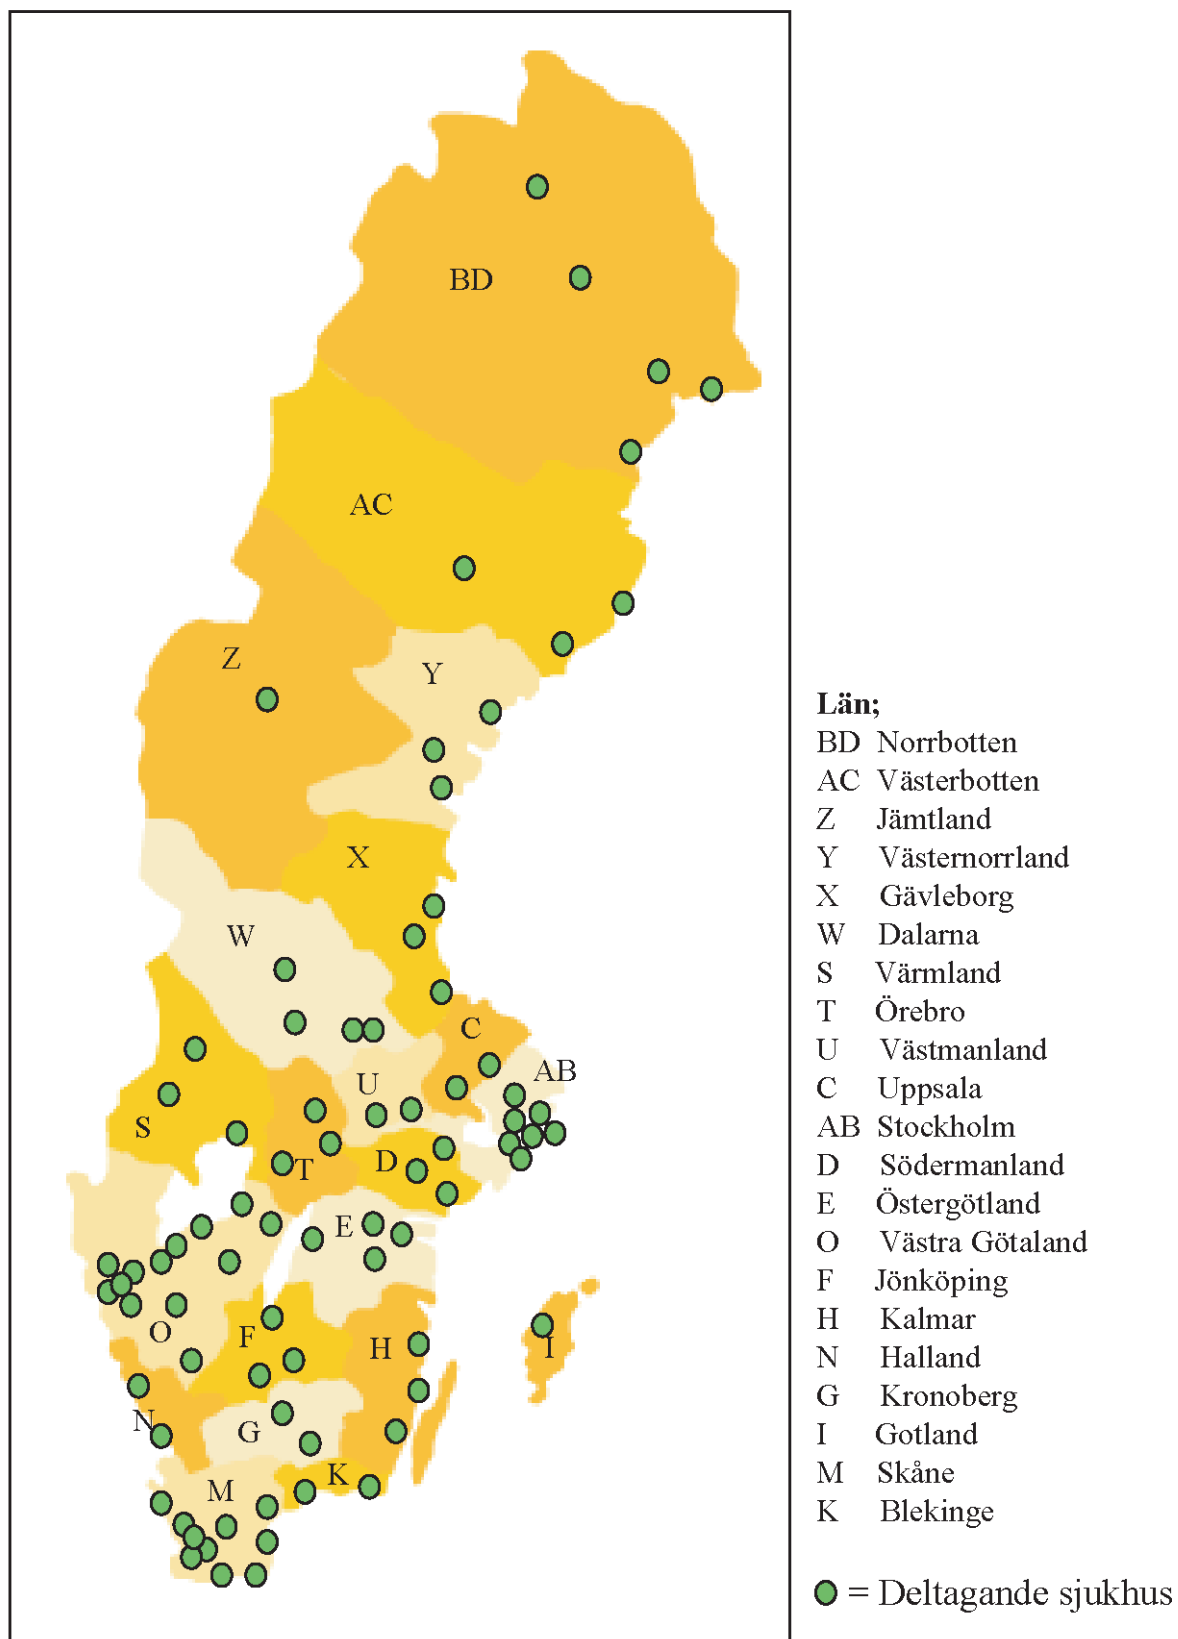 BD
AC
Z
Y
X
W
C
AB
U
S
D
T
E
O
F
H
I
N
G
K
M
Län;
BD Norrbotten
AC Västerbotten
Z Jämtland
Y Västernorrland
X Gävleborg
W Dalarna
S Värmland
T Örebro
U Västmanland
C Uppsala
AB Stockholm
D Södermanland
E Östergötland
O Västra Götaland
F Jönköping
H Kalmar
N Halland
G Kronoberg
I Gotland
M Skåne
K Blekinge
= Deltagande sjukhus